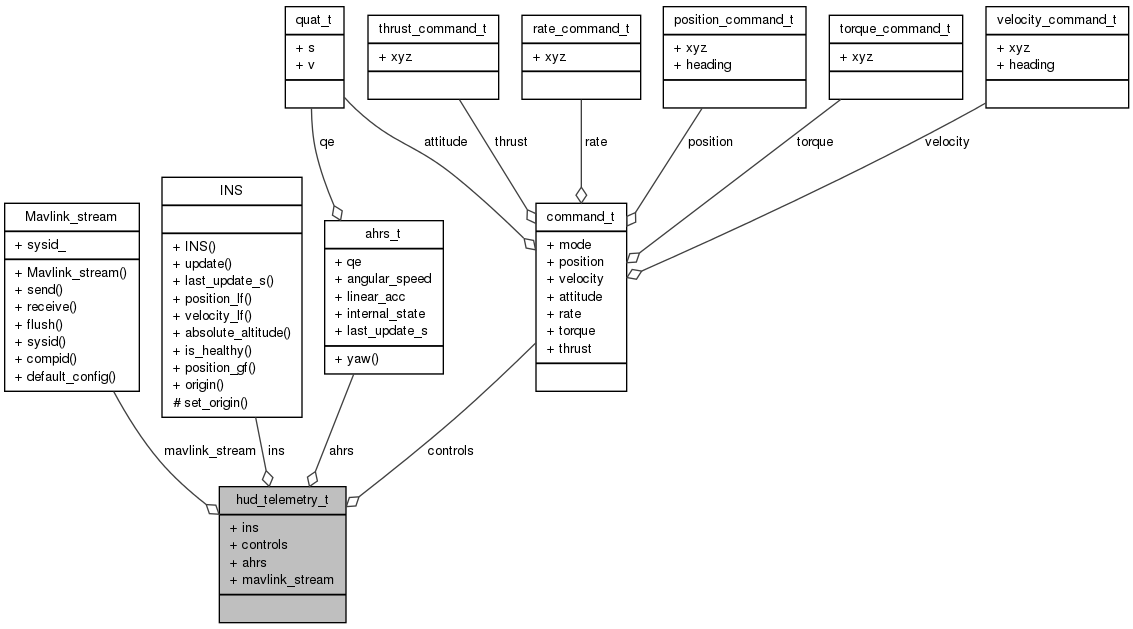 quat_t
+ s
+ v
thrust_command_t
+ xyz
rate_command_t
+ xyz
position_command_t
+ xyz
+ heading
torque_command_t
+ xyz
velocity_command_t
+ xyz
+ heading
qe
attitude
thrust
rate
position
torque
velocity
Mavlink_stream
+ sysid_
+ Mavlink_stream()
+ send()
+ receive()
+ flush()
+ sysid()
+ compid()
+ default_config()
INS
+ INS()
+ update()
+ last_update_s()
+ position_lf()
+ velocity_lf()
+ absolute_altitude()
+ is_healthy()
+ position_gf()
+ origin()
# set_origin()
ahrs_t
+ qe
+ angular_speed
+ linear_acc
+ internal_state
+ last_update_s
+ yaw()
command_t
+ mode
+ position
+ velocity
+ attitude
+ rate
+ torque
+ thrust
mavlink_stream
ins
ahrs
controls
hud_telemetry_t
+ ins
+ controls
+ ahrs
+ mavlink_stream